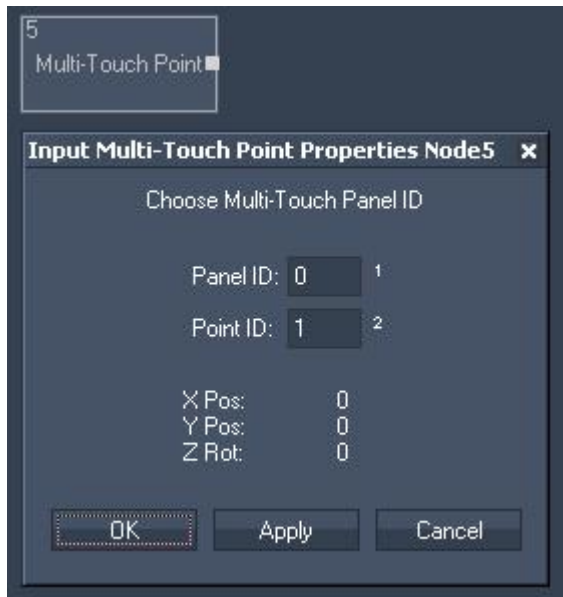 5
Multi-Touch Point
Input Multi-Touch Point Properties Node5 x
Choose Multi-Touch Panel ID
Panel ID: 0 1
Point ID: 1 2
X Pos: 0
Y Pos: 0
Z Rot: 0
OK Apply Cancel